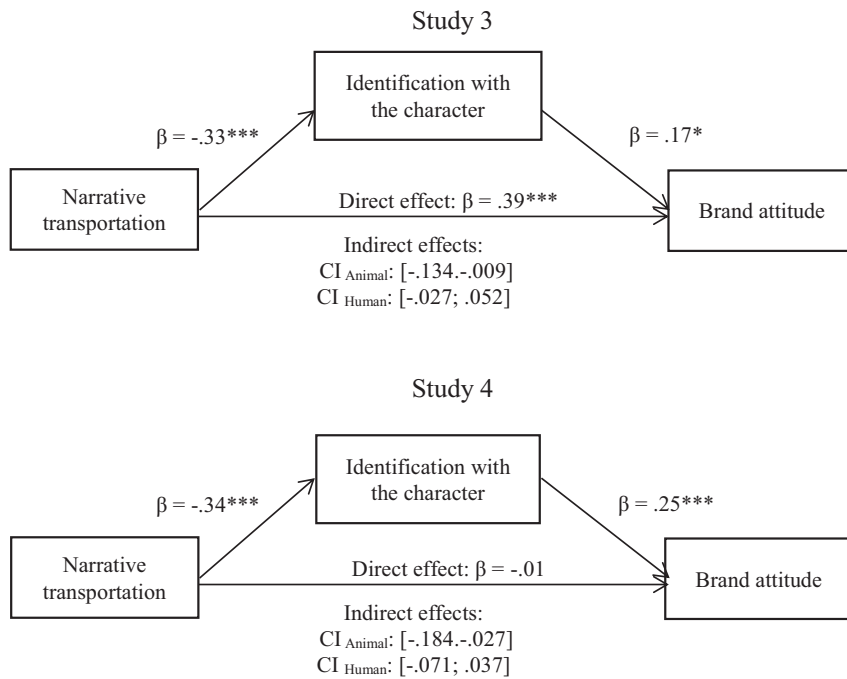 Study 3
Identification with
the character
β = -.33***
β = .17*
Narrative
transportation
Direct effect: β = .39***
Brand attitude
Indirect effects:
CI Animal: [-.134.-.009]
CI Human: [-.027; .052]
Study 4
Identification with
the character
β = -.34***
β = .25***
Narrative
transportation
Direct effect: β = -.01
Brand attitude
Indirect effects:
CI Animal: [-.184.-.027]
CI Human: [-.071; .037]